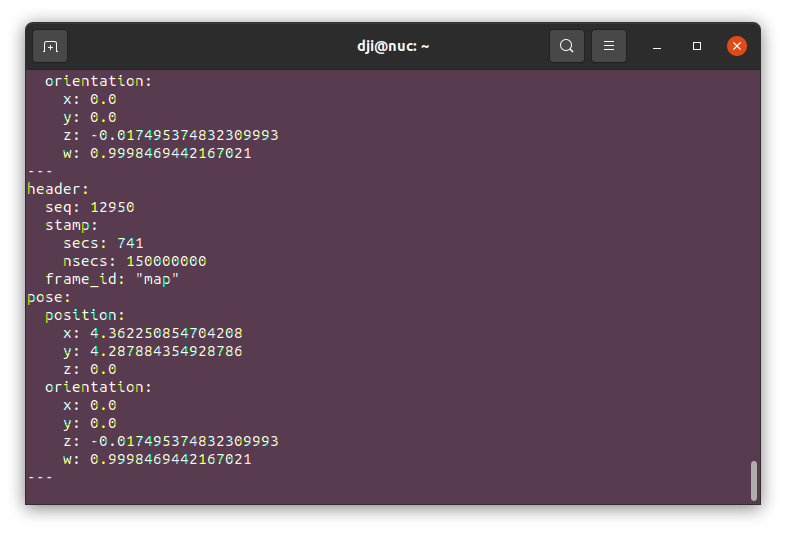 dji@nuc: ~
  orientation:
    x: 0.0
    y: 0.0
    z: -0.017495374832309993
    w: 0.9998469442167021
---
header:
  seq: 12950
  stamp:
    secs: 741
    nsecs: 150000000
  frame_id: "map"
pose:
  position:
    x: 4.362250854704208
    y: 4.287884354928786
    z: 0.0
  orientation:
    x: 0.0
    y: 0.0
    z: -0.017495374832309993
    w: 0.9998469442167021
---